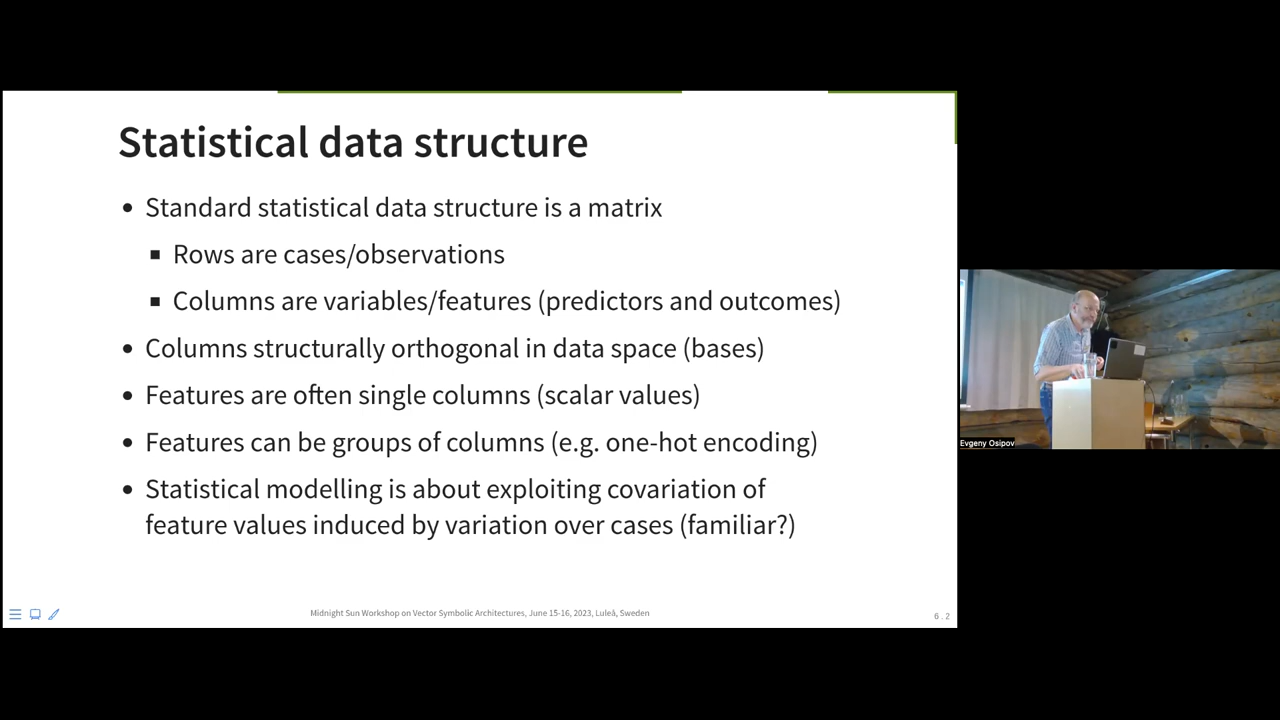 Statistical data structure
• Standard statistical data structure is a matrix
▪ Rows are cases/observations
▪ Columns are variables/features (predictors and outcomes)
• Columns structurally orthogonal in data space (bases)
• Features are often single columns (scalar values)
• Features can be groups of columns (e.g. one-hot encoding)
• Statistical modelling is about exploiting covariation of
feature values induced by variation over cases (familiar?)
Evgeny Osipov
Midnight Sun Workshop on Vector Symbolic Architectures, June 15-16, 2023, Luleå, Sweden
6 . 2